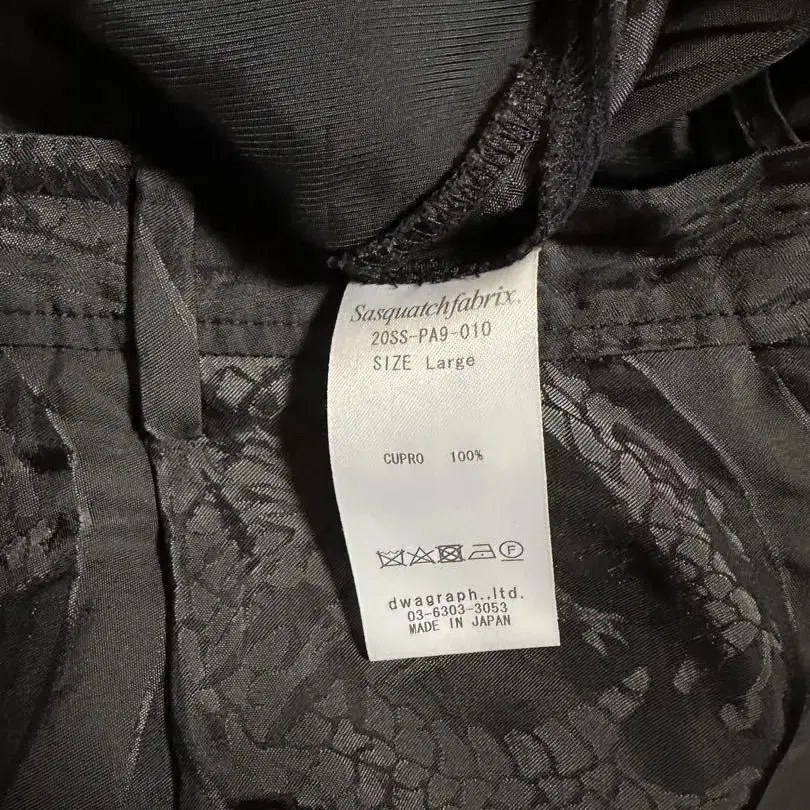 Sasquatchfabrix.
20SS-PA9-010
SIZE Large
CUPRO 100%
F
dwagraph.,ltd.
03-6303-3053
MADE IN JAPAN